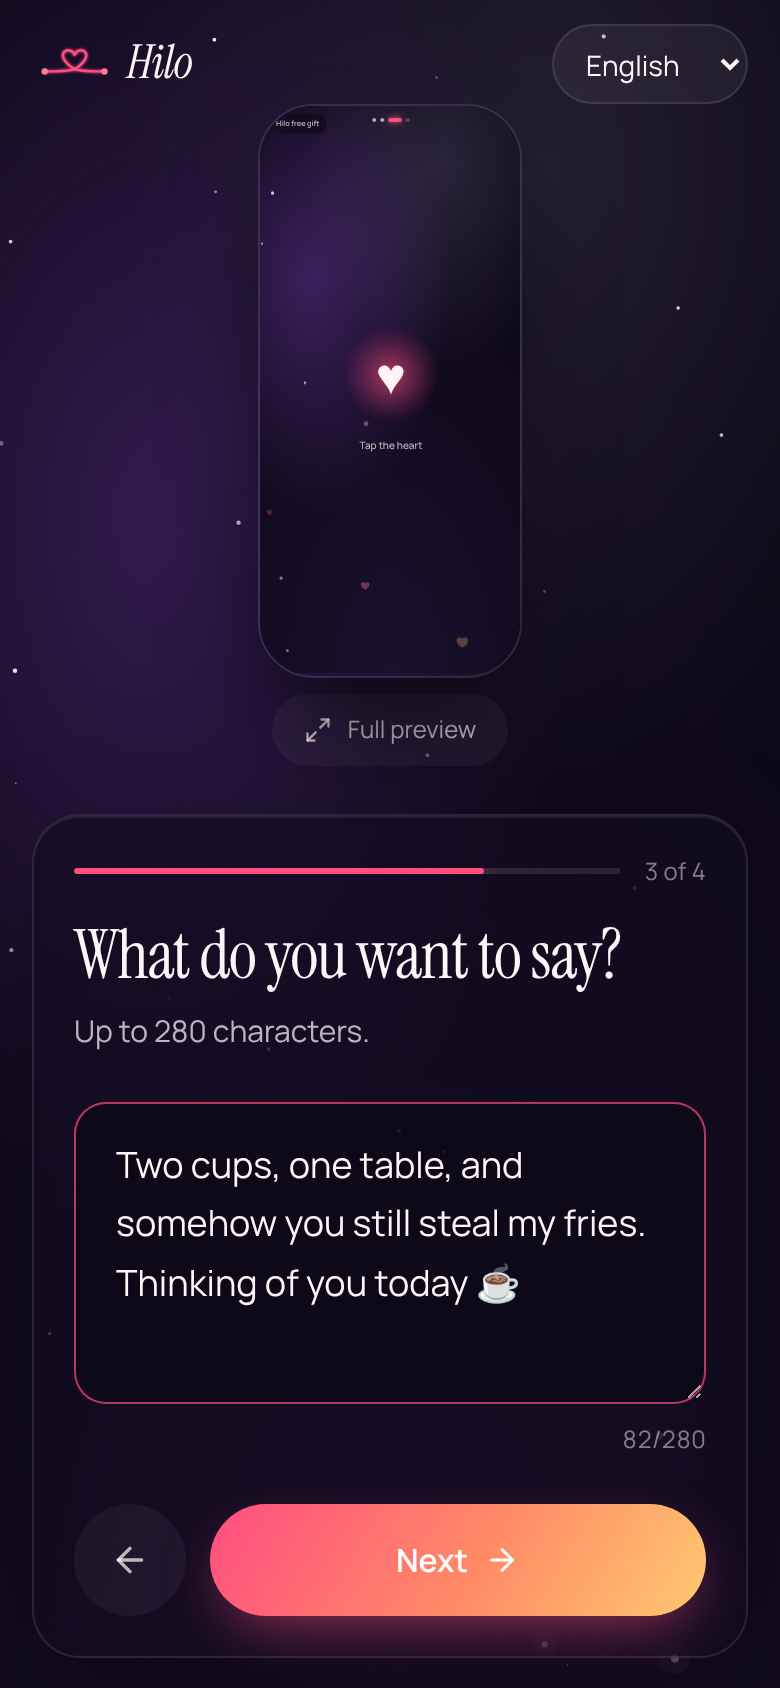 Hilo
English
Hilo free gift
Tap the heart
Full preview
3 of 4
What do you want to say?
Up to 280 characters.
Two cups, one table, and
somehow you still steal my fries.
Thinking of you today ☕
82/280
Next